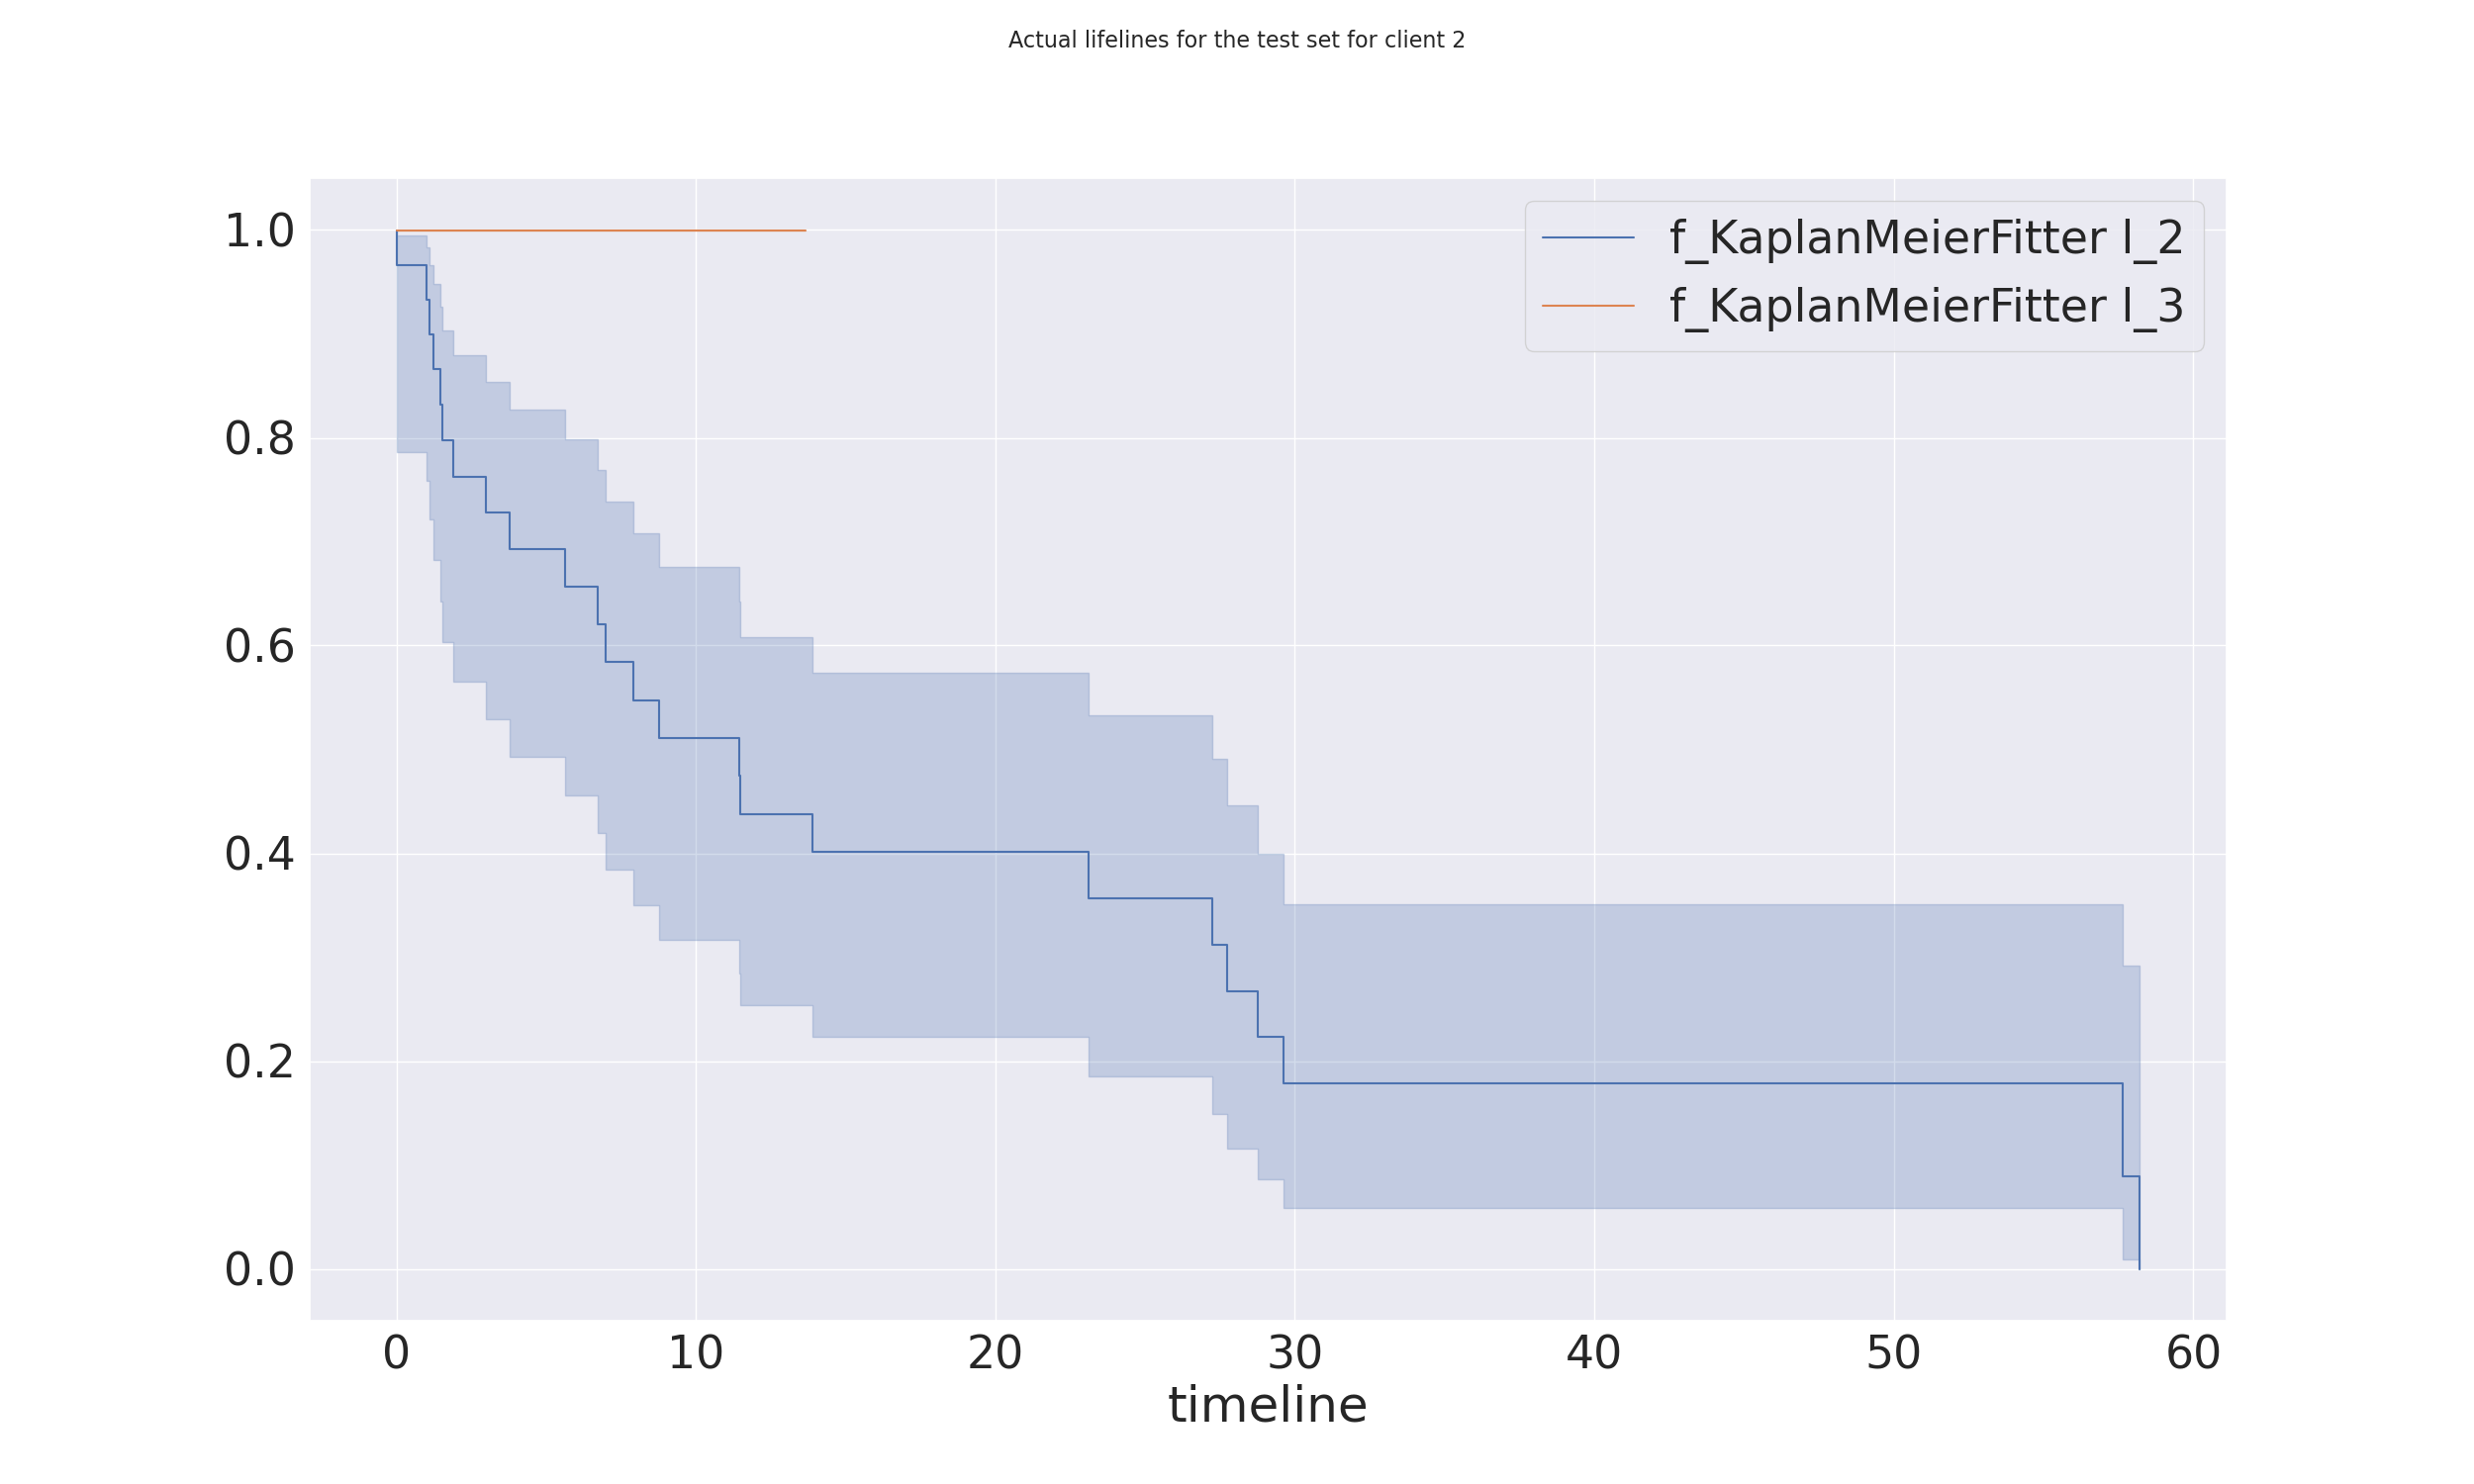 Actual lifelines for the test set for client 2
f_KaplanMeierFitter l_2
f_KaplanMeierFitter l_3
1.0
0.8
0.6
0.4
0.2
0.0
0 10 20 30 40 50 60
timeline